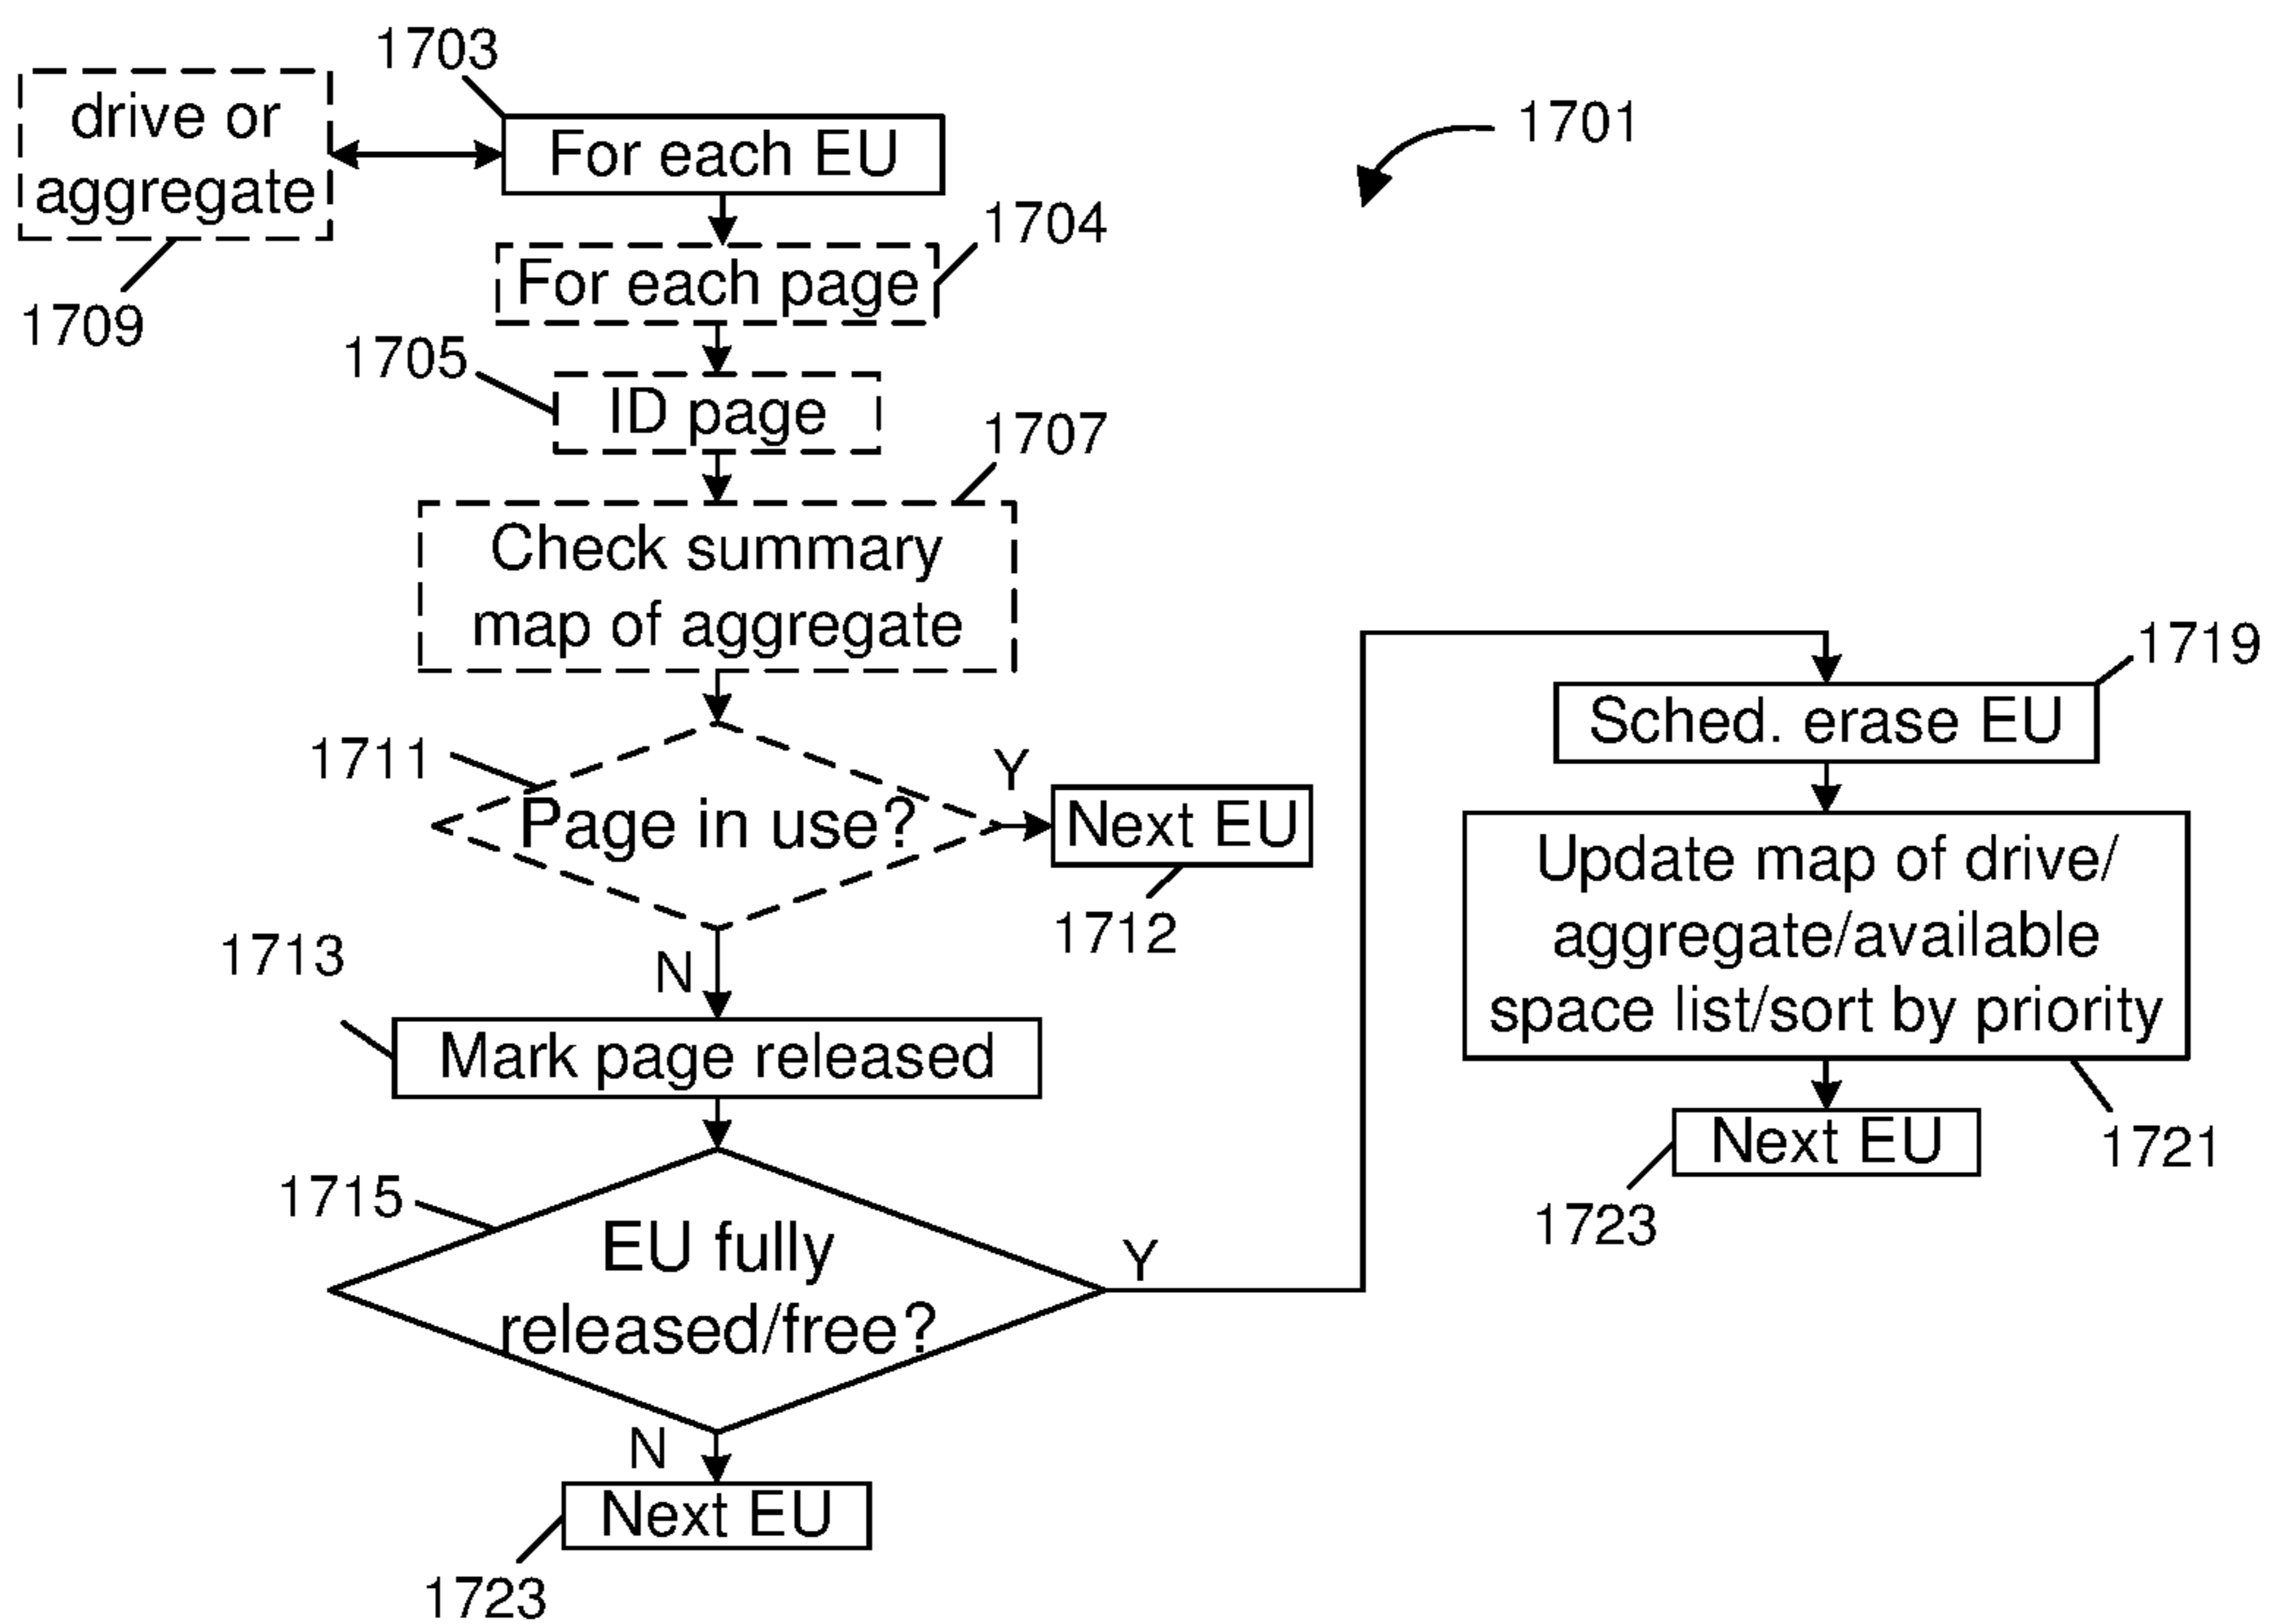 1703
drive or
aggregate
For each EU
1701
1709
For each page
1704
1705
ID page
1707
Check summary
map of aggregate
1711
Page in use?
Y
Next EU
1712
N
1713
Mark page released
1715
EU fully
released/free?
Y
N
Next EU
1723
1719
Sched. erase EU
Update map of drive/
aggregate/available
space list/sort by priority
1721
Next EU
1723